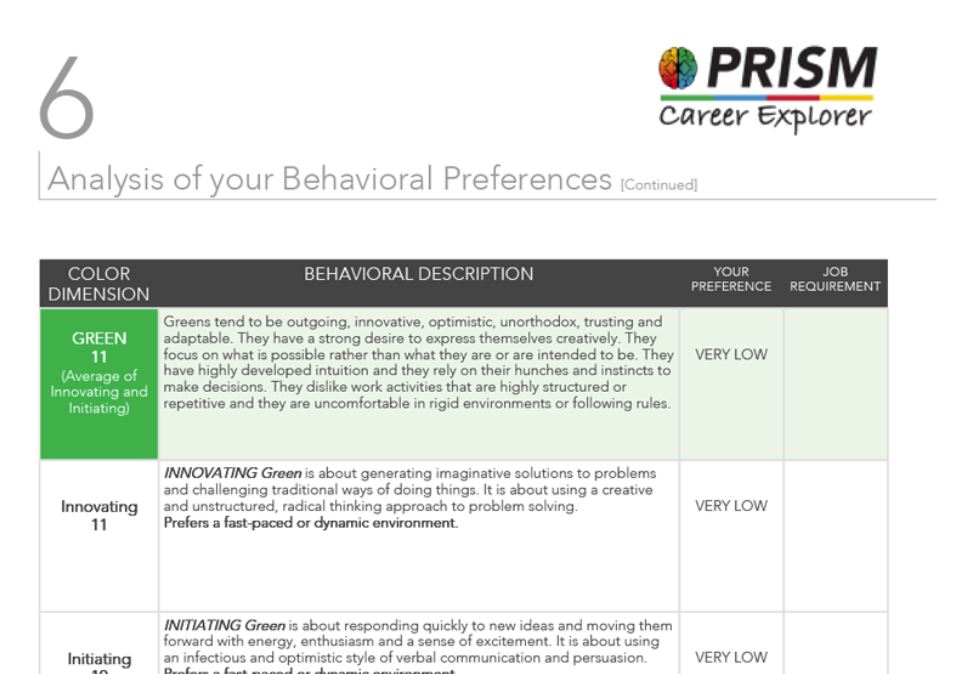 6
PRISM
Career Explorer
Analysis of your Behavioral Preferences [Continued]
COLOR
DIMENSION
BEHAVIORAL DESCRIPTION
YOUR
PREFERENCE
JOB
REQUIREMENT
GREEN
11
(Average of
Innovating and
Initiating)
Greens tend to be outgoing, innovative, optimistic, unorthodox, trusting and
adaptable. They have a strong desire to express themselves creatively. They
focus on what is possible rather than what they are or are intended to be. They
have highly developed intuition and they rely on their hunches and instincts to
make decisions. They dislike work activities that are highly structured or
repetitive and they are uncomfortable in rigid environments or following rules.
VERY LOW
Innovating
11
INNOVATING Green is about generating imaginative solutions to problems
and challenging traditional ways of doing things. It is about using a creative
and unstructured, radical thinking approach to problem solving.
Prefers a fast-paced or dynamic environment.
VERY LOW
Initiating
INITIATING Green is about responding quickly to new ideas and moving them
forward with energy, enthusiasm and a sense of excitement. It is about using
an infectious and optimistic style of verbal communication and persuasion.
Prefers a fast-paced or dynamic environment.
VERY LOW